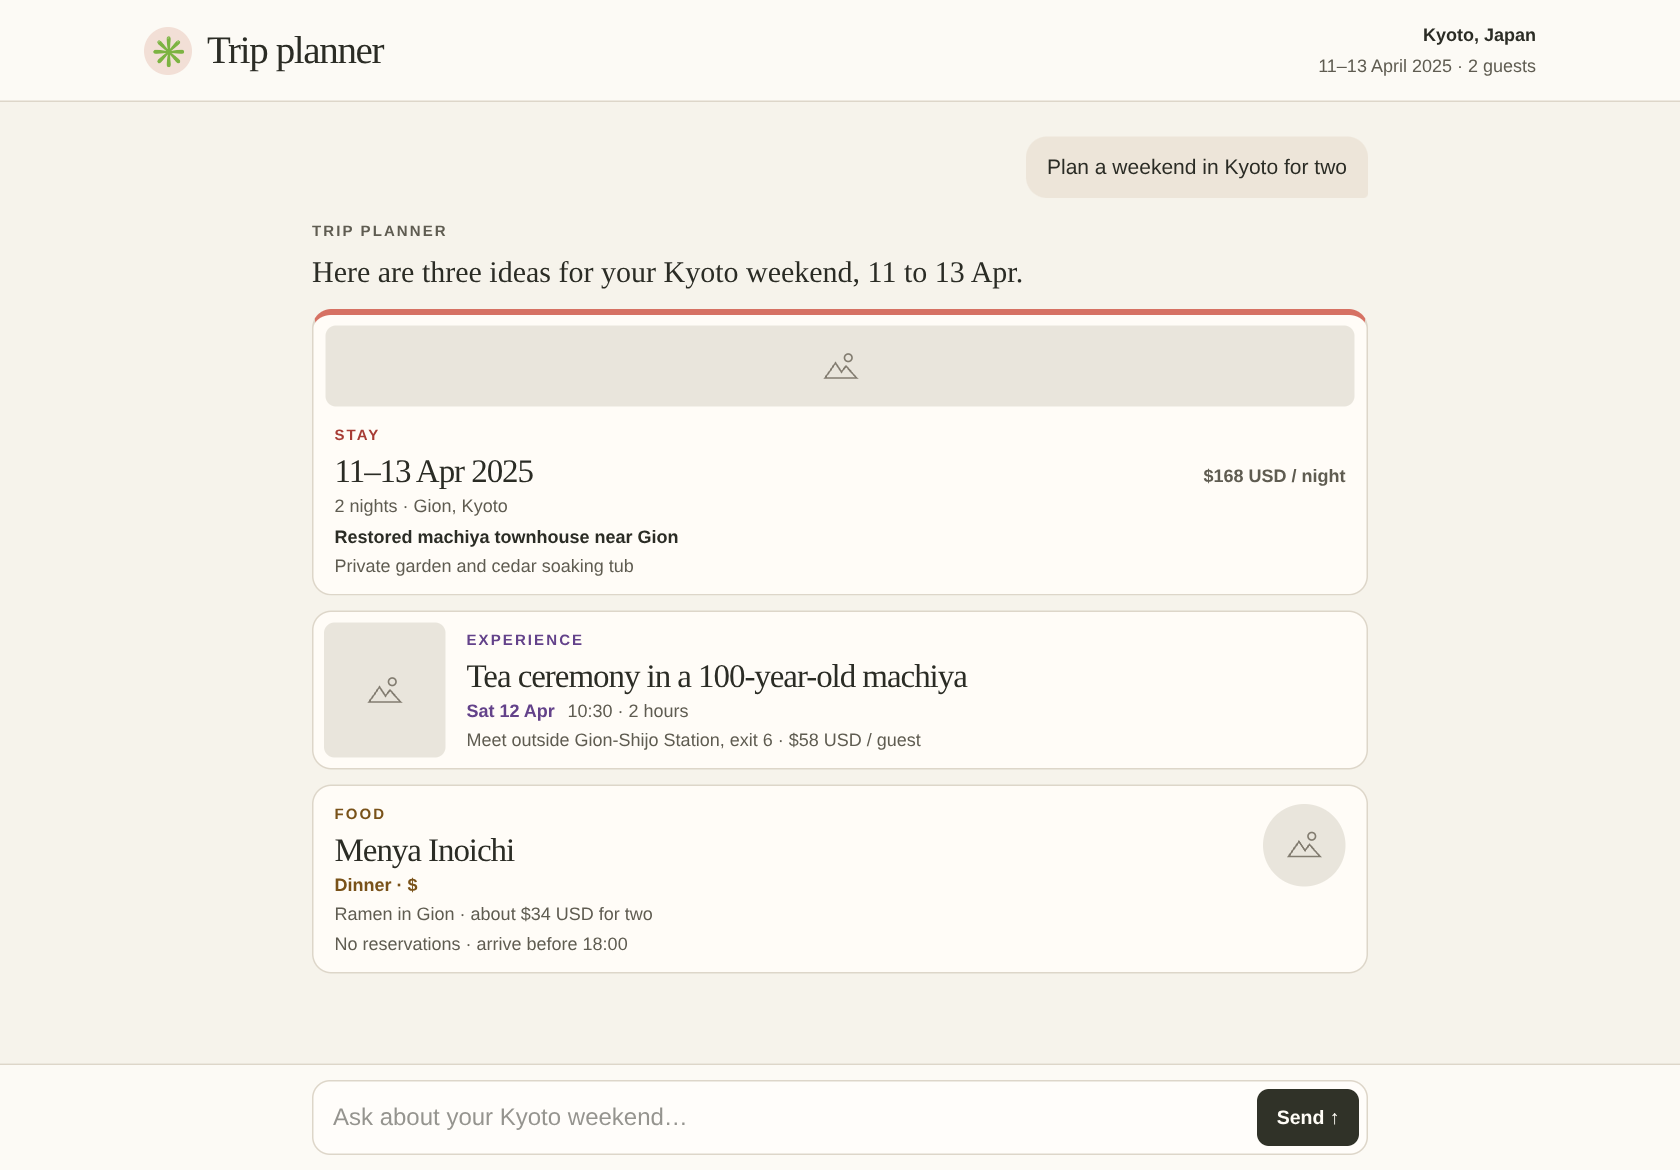 Trip planner
Kyoto, Japan
11–13 April 2025 · 2 guests
Plan a weekend in Kyoto for two
TRIP PLANNER
Here are three ideas for your Kyoto weekend, 11 to 13 Apr.
STAY
11–13 Apr 2025
$168 USD / night
2 nights · Gion, Kyoto
Restored machiya townhouse near Gion
Private garden and cedar soaking tub
EXPERIENCE
Tea ceremony in a 100-year-old machiya
Sat 12 Apr 10:30 · 2 hours
Meet outside Gion-Shijo Station, exit 6 · $58 USD / guest
FOOD
Menya Inoichi
Dinner · $
Ramen in Gion · about $34 USD for two
No reservations · arrive before 18:00
Ask about your Kyoto weekend…
Send ↑